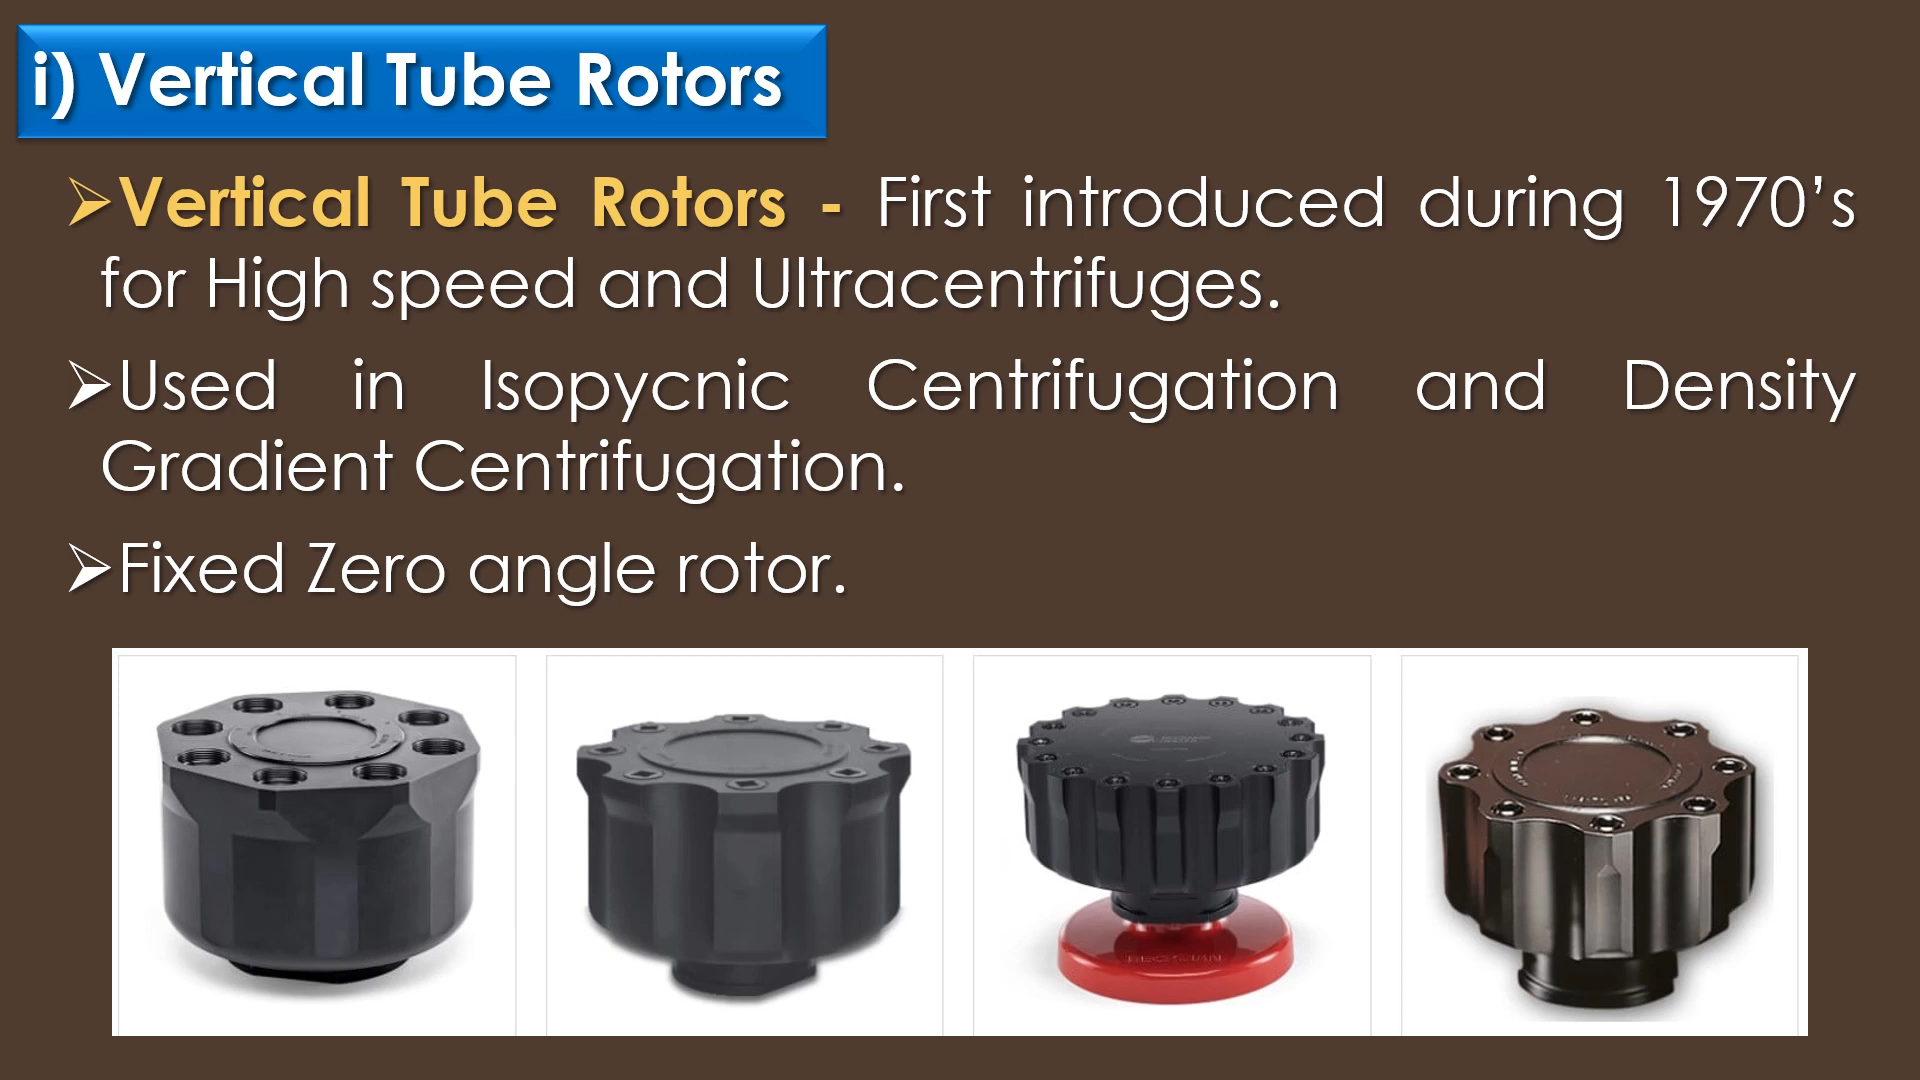 i) Vertical Tube Rotors
➢Vertical Tube Rotors - First introduced during 1970’s
for High speed and Ultracentrifuges.
➢Used in Isopycnic Centrifugation and Density
Gradient Centrifugation.
➢Fixed Zero angle rotor.
BECKMAN